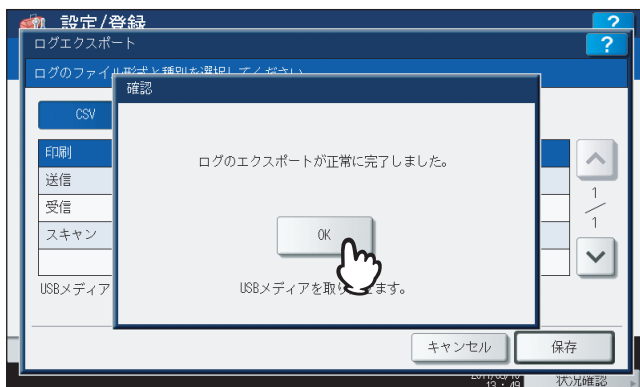 設定/登録
?
ログエクスポート
?
ログのファイル形式と種別を選択してください
確認
CSV
ログのエクスポートが正常に完了しました。
印刷
送信
受信
スキャン
1
1
OK
USBメディア
USBメディアを取り
ます。
キャンセル
保存
13:49
状況確認